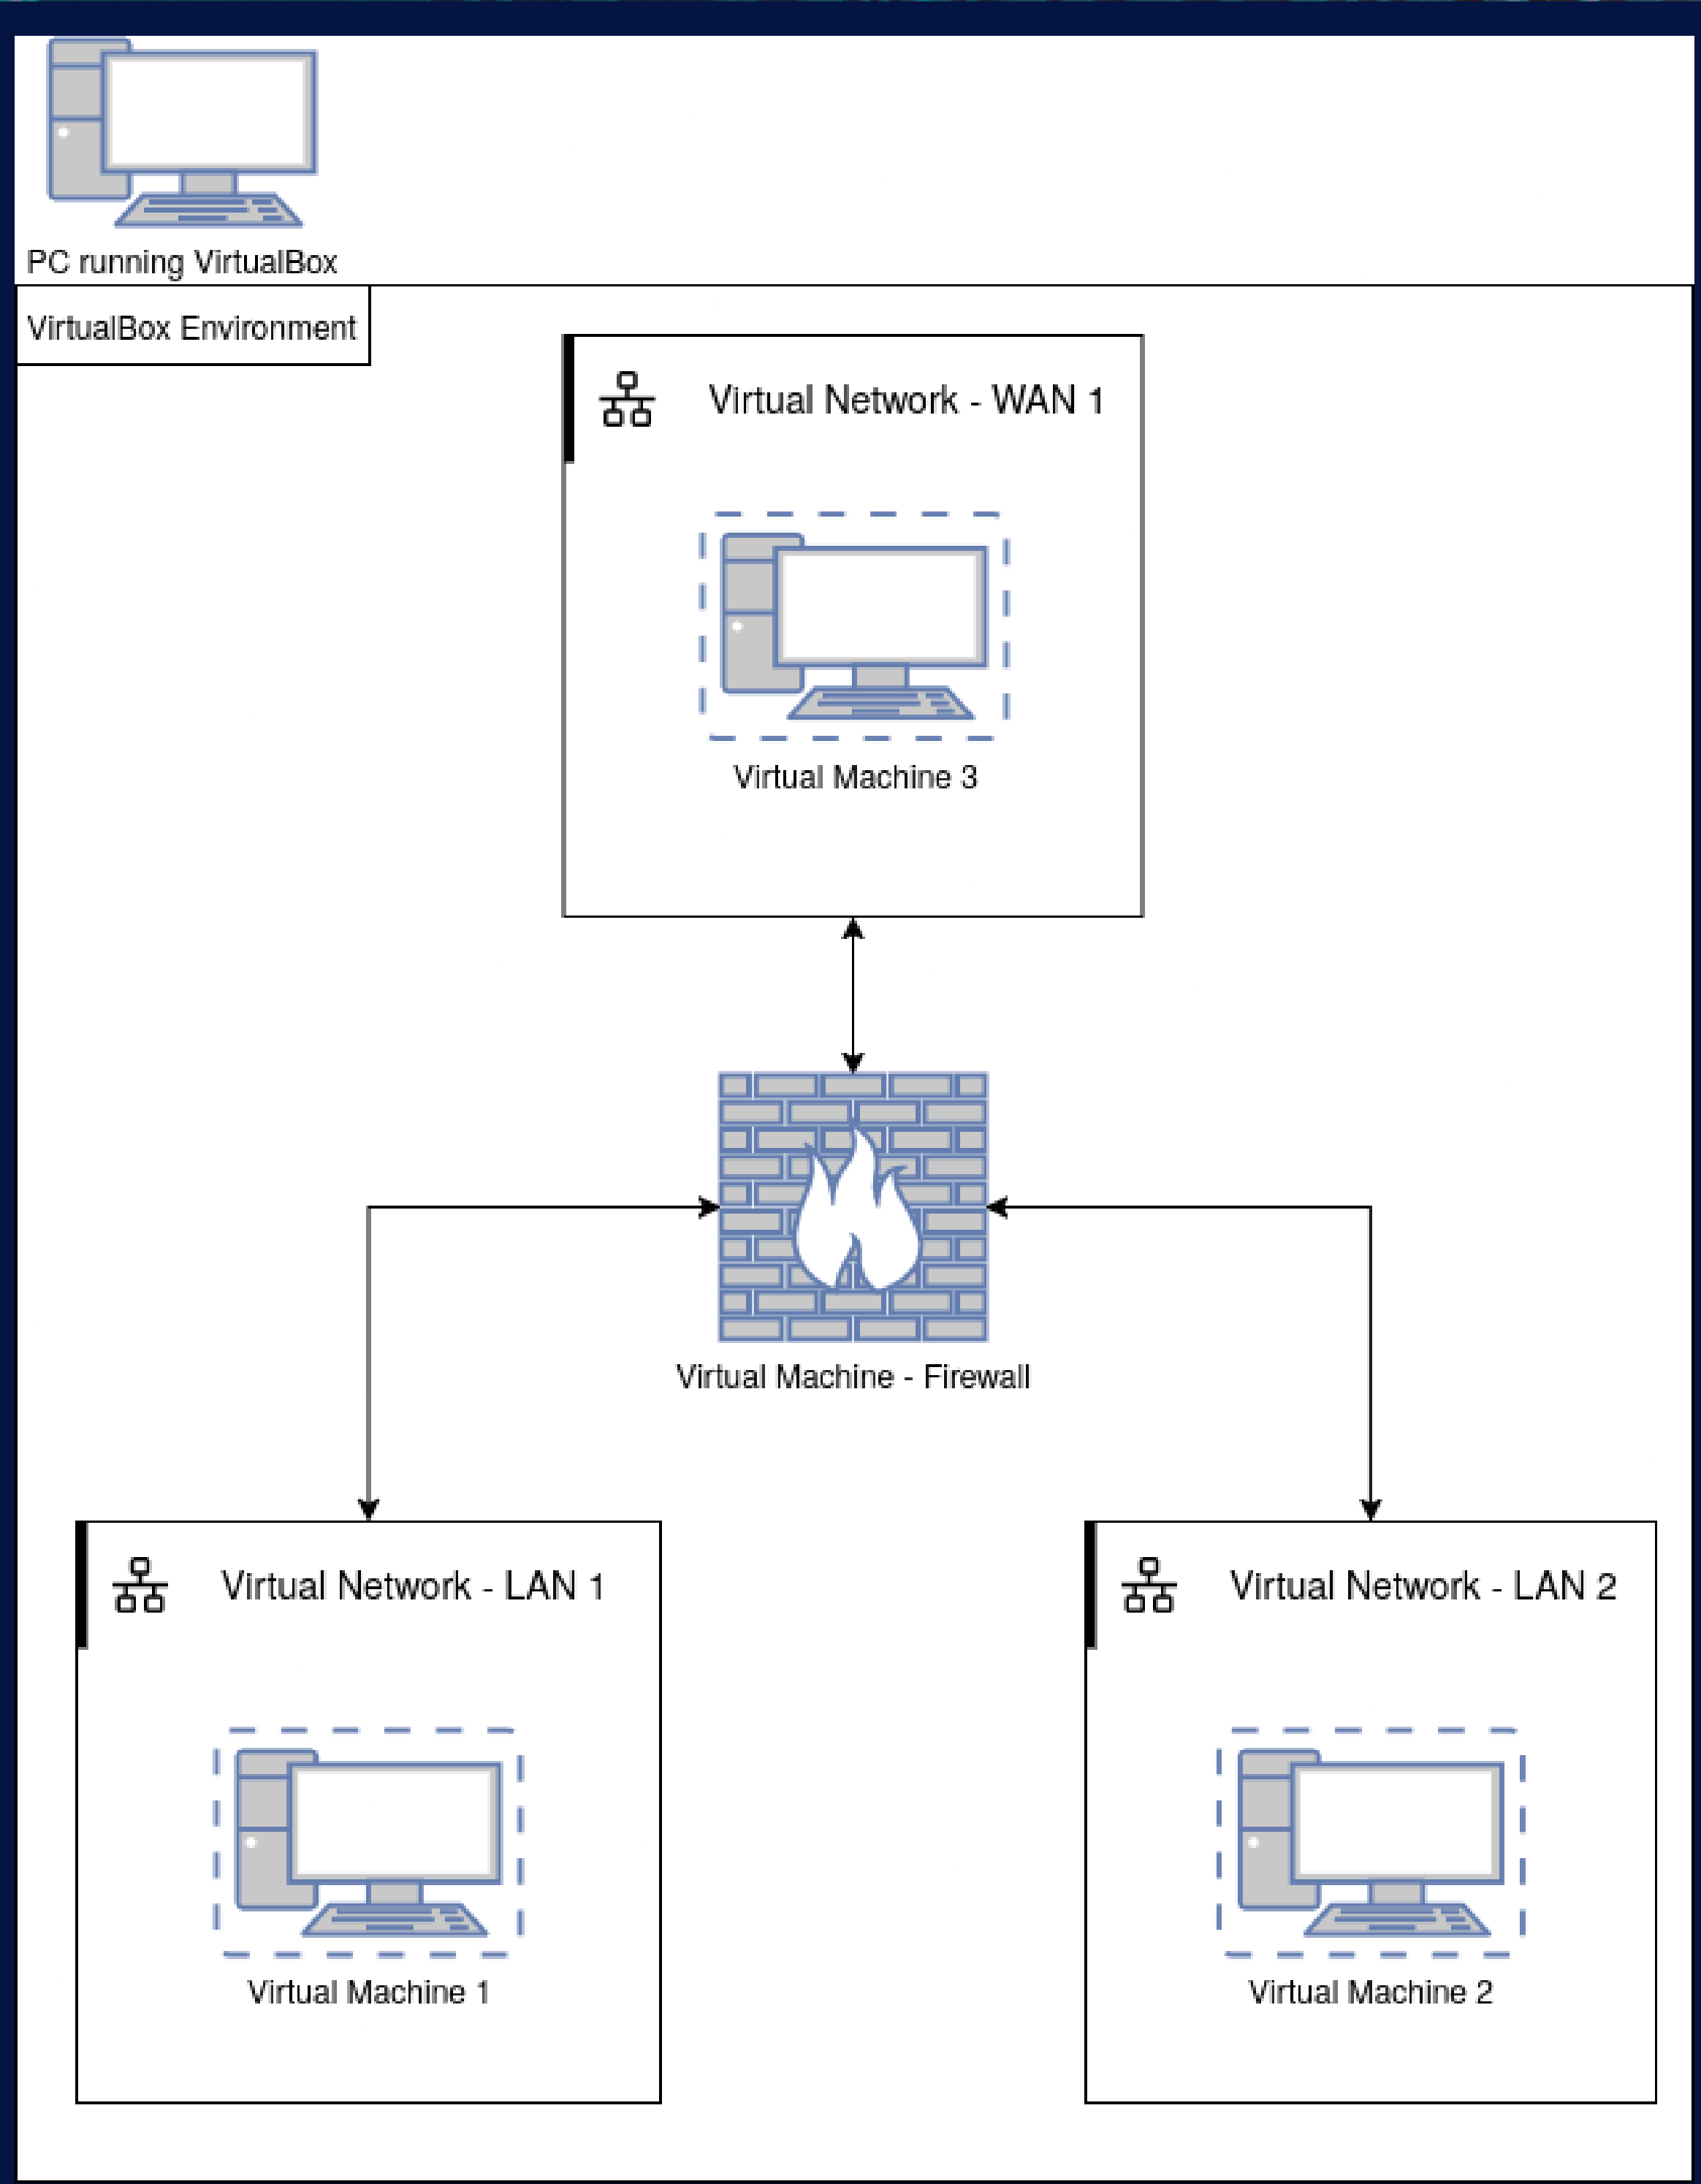 PC running VirtualBox
VirtualBox Environment
Virtual Network - WAN 1
Virtual Machine 3
Virtual Machine - Firewall
Virtual Network - LAN 1
Virtual Network - LAN 2
Virtual Machine 1
Virtual Machine 2